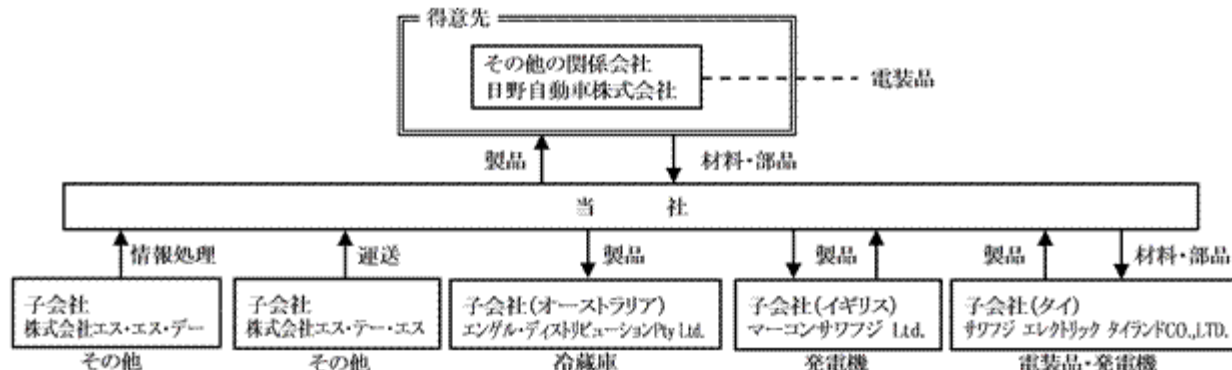 得意先
その他の関係会社
日野自動車株式会社
電装品
製品
材料・部品
当 社
情報処理
運送
製品
製品
製品
材料・部品
子会社
株式会社エス・エス・デー
子会社
株式会社エス・テー・エス
子会社(オーストラリア)
エンゲル・ディストリビューションPty Ltd.
子会社(イギリス)
マーコンサワフジ Ltd.
子会社(タイ)
サワフジ エレクトリック タイランドCO.,LTD.
その他
その他
冷蔵庫
発電機
電装品・発電機